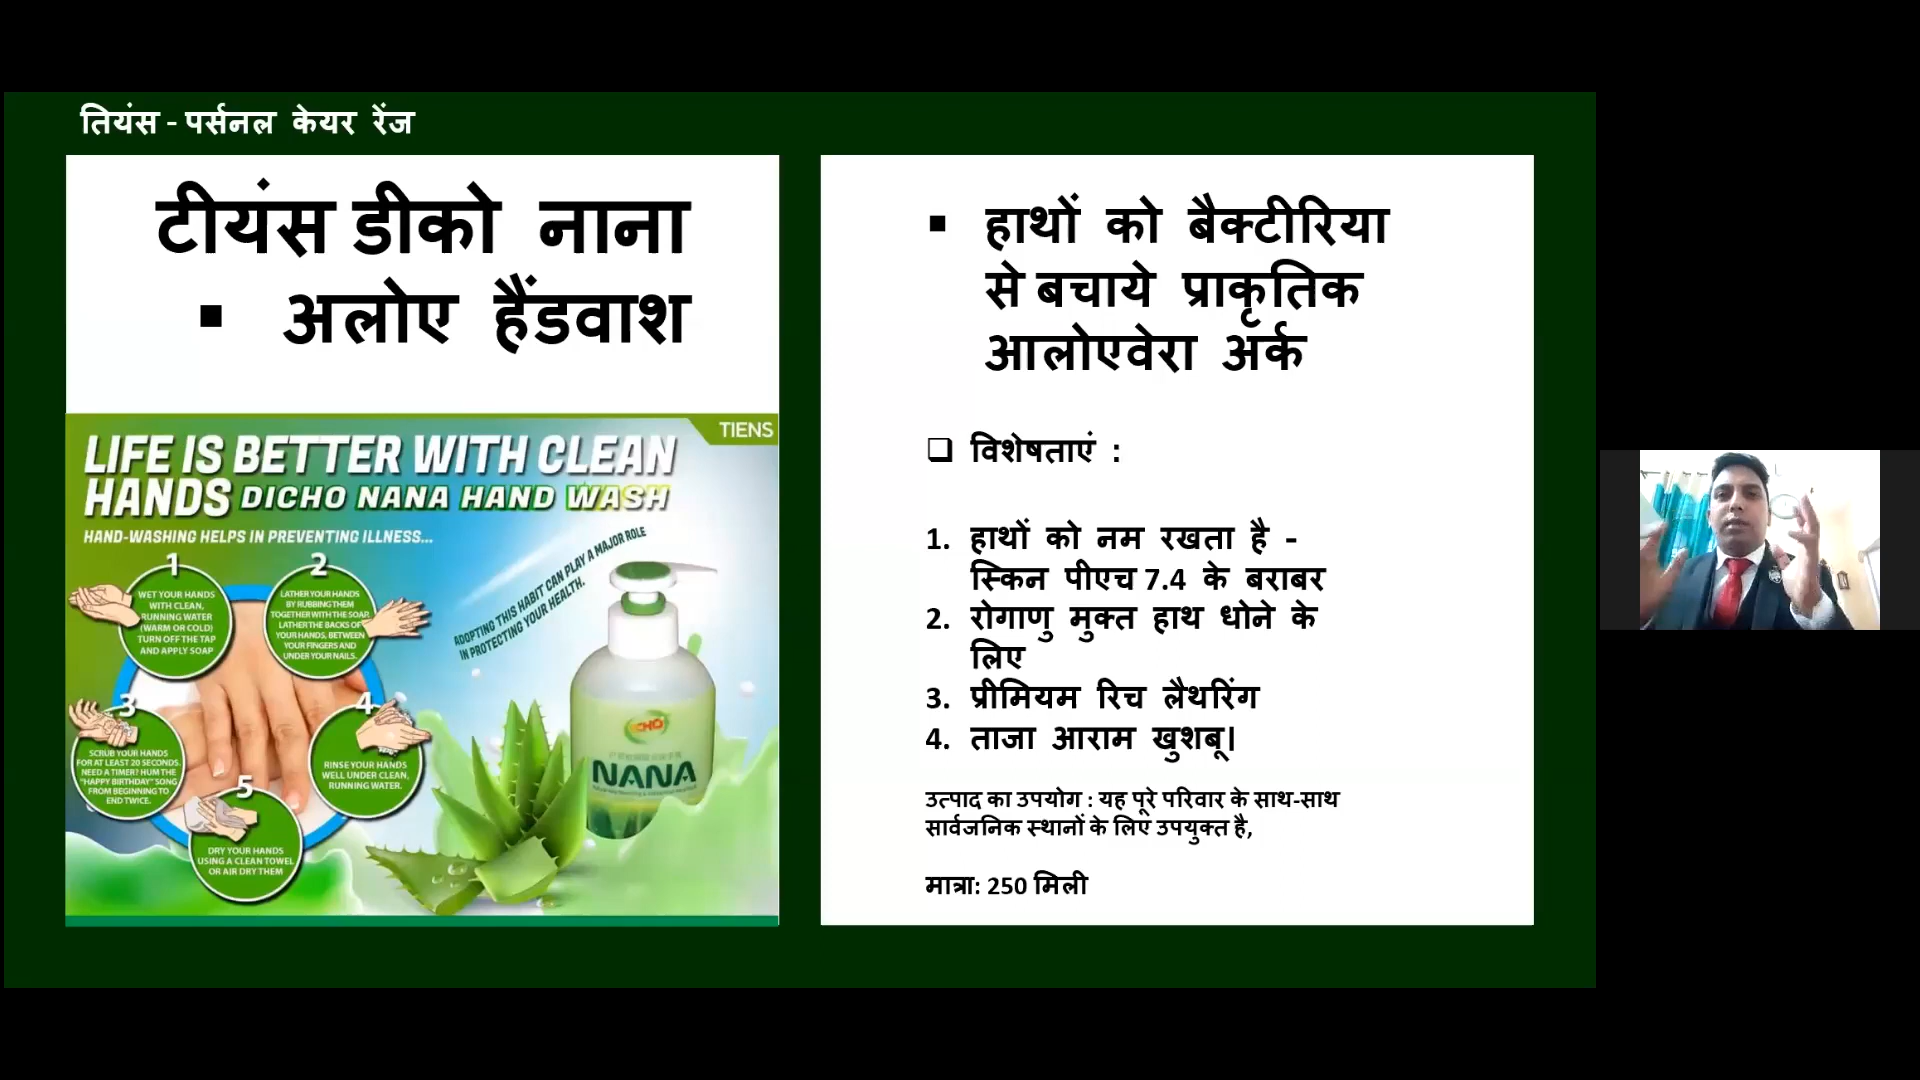 तियंस - पर्सनल केयर रेंज
टीयंस डीको नाना
▪ अलोए हैंडवाश
TIENS
LIFE IS BETTER WITH CLEAN
HANDS DICHO NANA HAND WASH
HAND-WASHING HELPS IN PREVENTING ILLNESS...
ADOPTING THIS HABIT CAN PLAY A MAJOR ROLE
IN PROTECTING YOUR HEALTH.
1
WET YOUR HANDS
WITH CLEAN,
RUNNING WATER
(WARM OR COLD)
TURN OFF THE TAP
AND APPLY SOAP
2
LATHER YOUR HANDS
BY RUBBING THEM
TOGETHER WITH THE SOAP.
LATHER THE BACKS OF
YOUR HANDS, BETWEEN
YOUR FINGERS AND
UNDER YOUR NAILS.
3
SCRUB YOUR HANDS
FOR AT LEAST 20 SECONDS.
NEED A TIMER? HUM THE
"HAPPY BIRTHDAY" SONG
FROM BEGINNING TO
END TWICE.
4
RINSE YOUR HANDS
WELL UNDER CLEAN,
RUNNING WATER.
5
DRY YOUR HANDS
USING A CLEAN TOWEL
OR AIR DRY THEM
NANA
▪ हाथों को बैक्टीरिया
से बचाये प्राकृतिक
आलोएवेरा अर्क
❑ विशेषताएं :
1. हाथों को नम रखता है -
स्किन पीएच 7.4 के बराबर
2. रोगाणु मुक्त हाथ धोने के
लिए
3. प्रीमियम रिच लैथरिंग
4. ताजा आराम खुशबू।
उत्पाद का उपयोग : यह पूरे परिवार के साथ-साथ
सार्वजनिक स्थानों के लिए उपयुक्त है,
मात्रा: 250 मिली